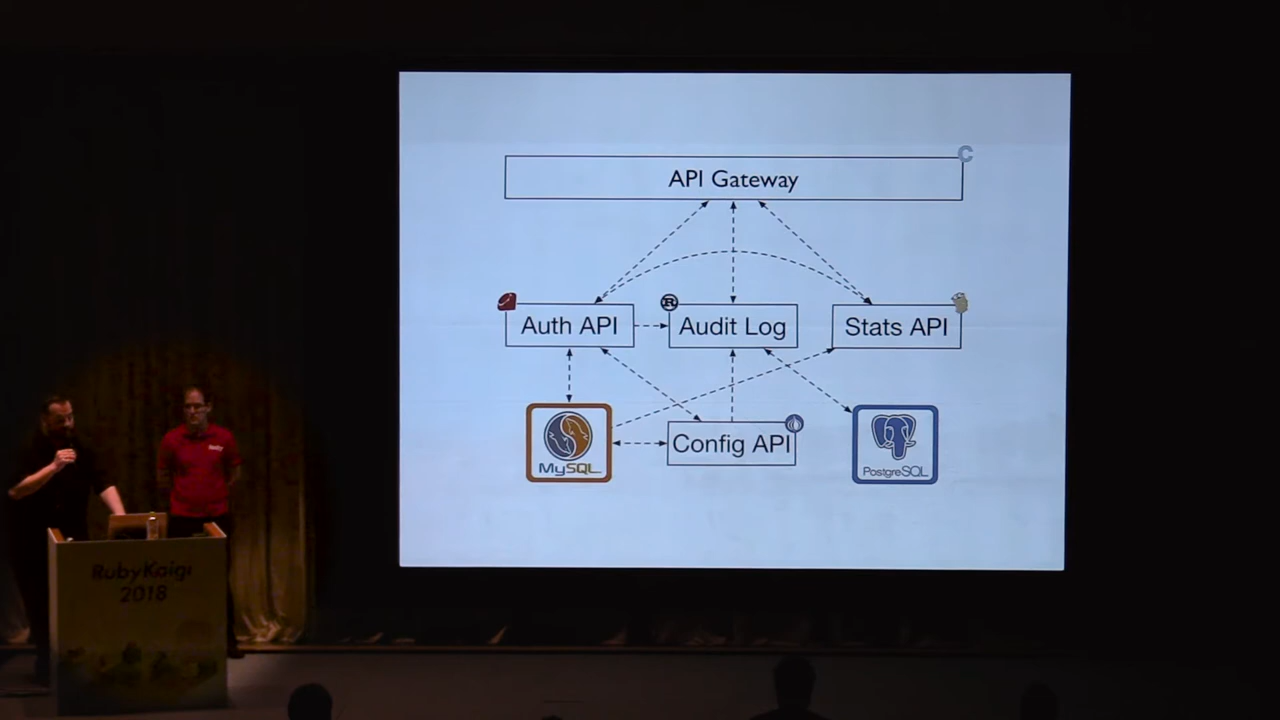 C
API Gateway
R
Auth API
Audit Log
Stats API
MySQL
Config API
PostgreSQL
RubyKaigi
2018